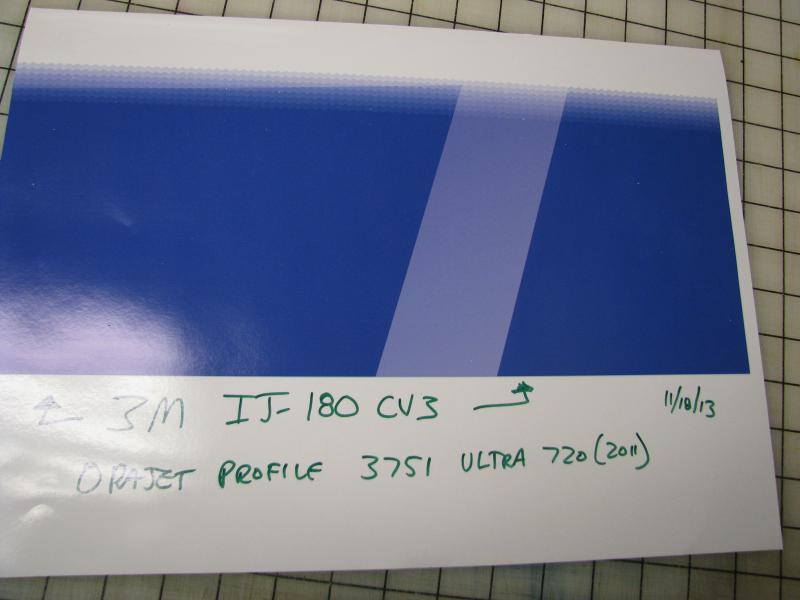 3M IJ-180 CV3
11/18/13
ORAJET PROFILE 3751 ULTRA 720 (2011)